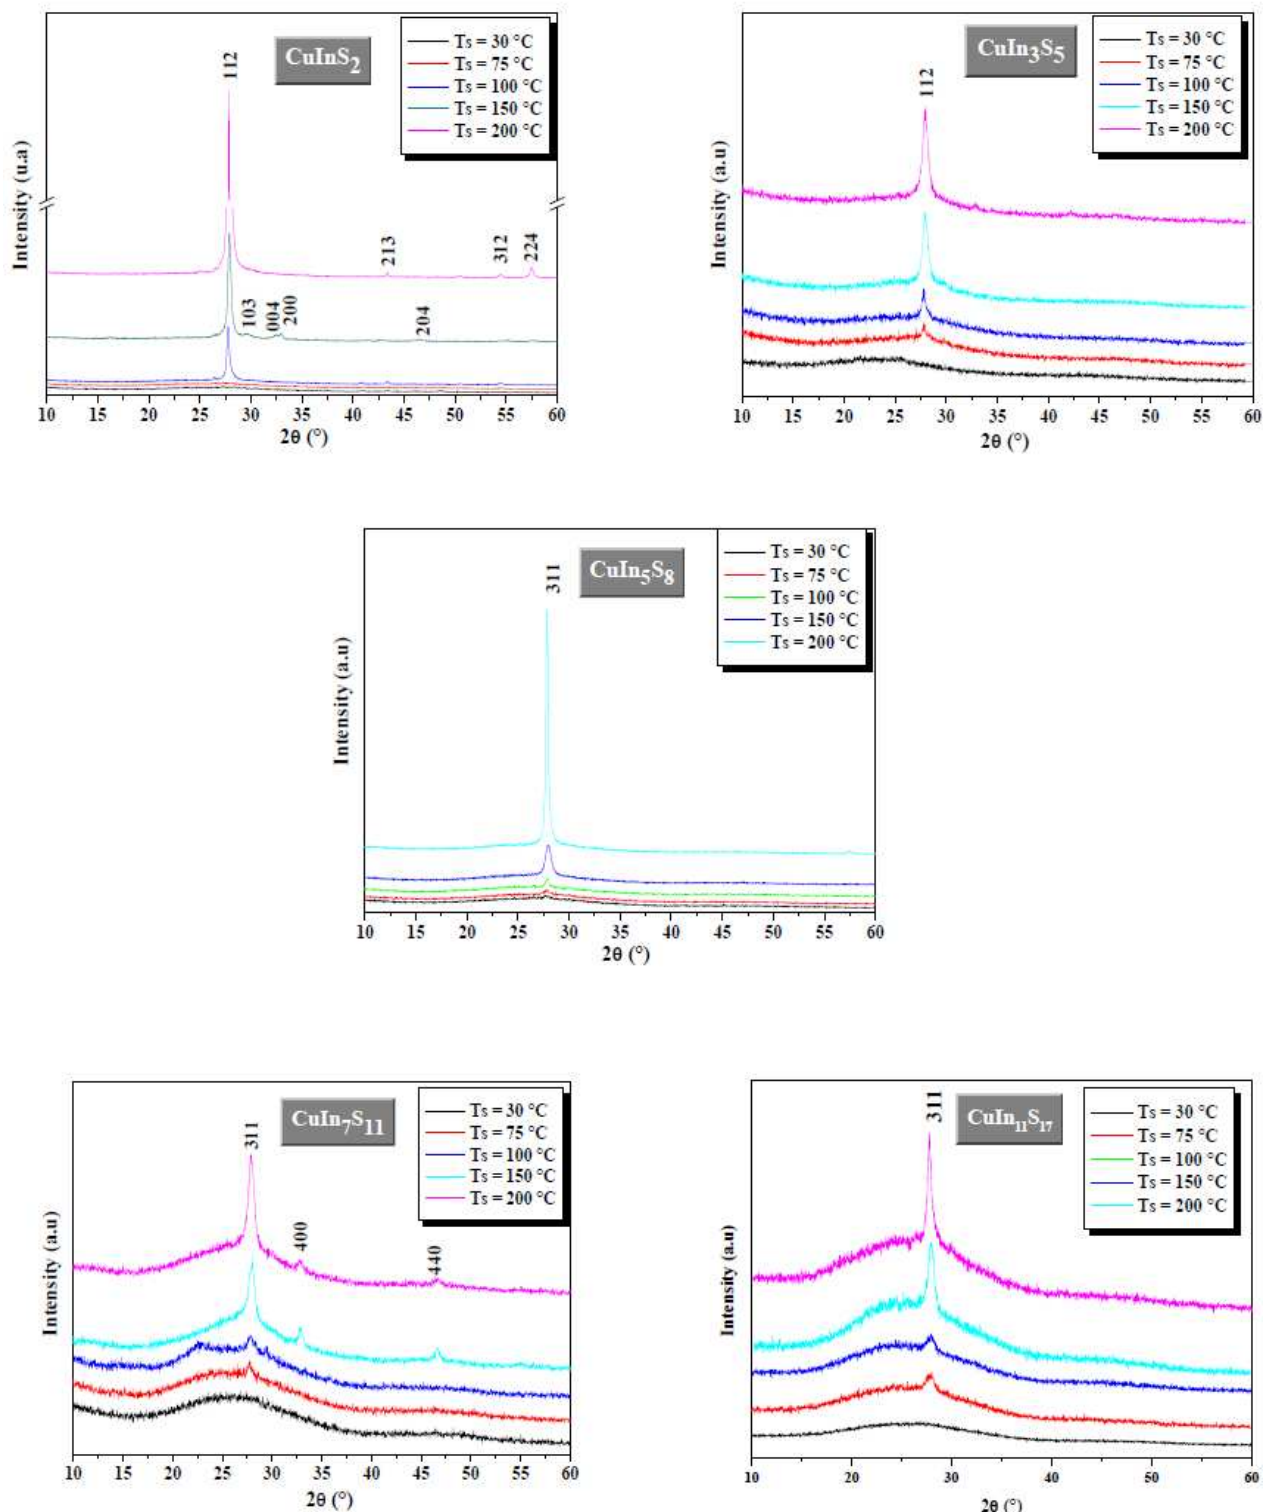 CuInS2
Ts = 30 °C
Ts = 75 °C
Ts = 100 °C
Ts = 150 °C
Ts = 200 °C
112
213
312
224
103
004
200
204
Intensity (u.a)
10 15 20 25 30 35 40 45 50 55 60
2θ (°)
CuIn3S5
Ts = 30 °C
Ts = 75 °C
Ts = 100 °C
Ts = 150 °C
Ts = 200 °C
112
Intensity (a.u)
10 20 30 40 50 60
2θ (°)
CuIn5S8
Ts = 30 °C
Ts = 75 °C
Ts = 100 °C
Ts = 150 °C
Ts = 200 °C
311
Intensity (a.u)
10 15 20 25 30 35 40 45 50 55 60
2θ (°)
CuIn7S11
Ts = 30 °C
Ts = 75 °C
Ts = 100 °C
Ts = 150 °C
Ts = 200 °C
311
400
440
Intensity (a.u)
10 15 20 25 30 35 40 45 50 55 60
2θ (°)
CuIn11S17
Ts = 30 °C
Ts = 75 °C
Ts = 100 °C
Ts = 150 °C
Ts = 200 °C
311
Intensity (a.u)
10 20 30 40 50 60
2θ (°)